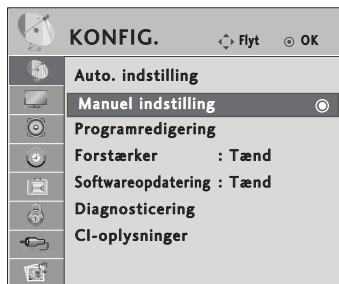 KONFIG. Flyt OK
Auto. indstilling
Manuel indstilling
Programredigering
Forstærker : Tænd
Softwareopdatering : Tænd
Diagnosticering
CI-oplysninger